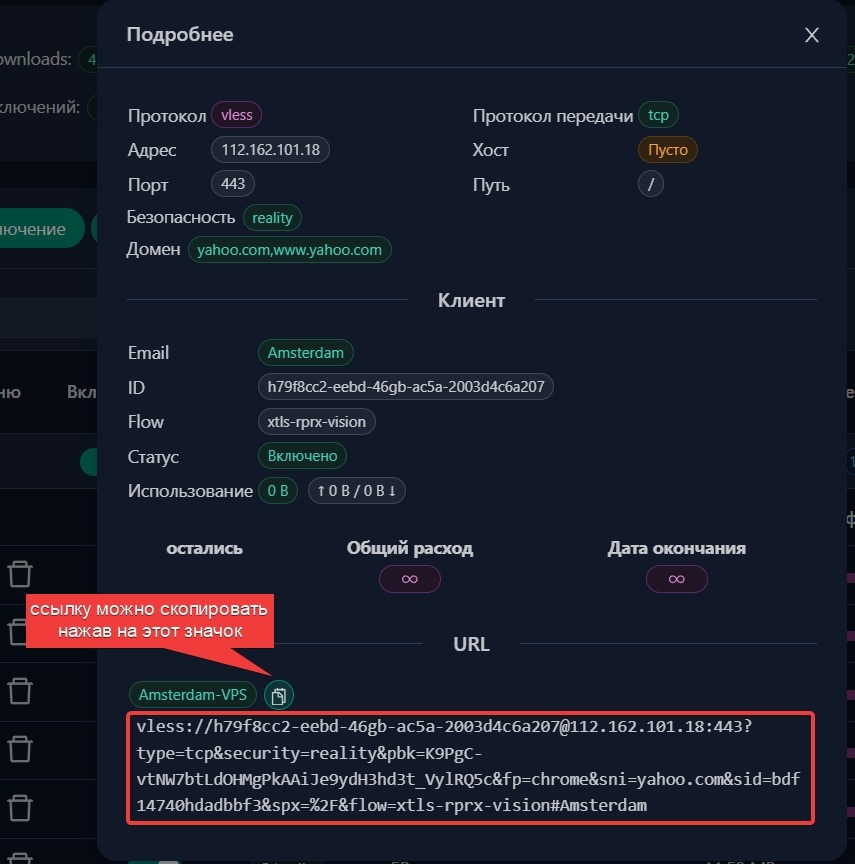 Подробнее
ownloads:
4
2
ключений:
Протокол vless Протокол передачи tcp
Адрес 112.162.101.18 Хост Пусто
Порт 443 Путь /
Безопасность reality
лючение
Домен yahoo.com,www.yahoo.com
Клиент
Email Amsterdam
ID h79f8cc2-eebd-46gb-ac5a-2003d4c6a207
ню Вкл
Flow xtls-rprx-vision
Статус Включено
Использование 0 B ↑ 0 B / 0 B ↓
остались Общий расход Дата окончания
∞ ∞
ссылку можно скопировать
нажав на этот значок
URL
Amsterdam-VPS
vless://h79f8cc2-eebd-46gb-ac5a-2003d4c6a207@112.162.101.18:443?
type=tcp&security=reality&pbk=K9PgC-
vtNW7btLdOHMgPkAAiJe9ydH3hd3t_VylRQ5c&fp=chrome&sni=yahoo.com&sid=bdf
14740hdadbbf3&spx=%2F&flow=xtls-rprx-vision#Amsterdam